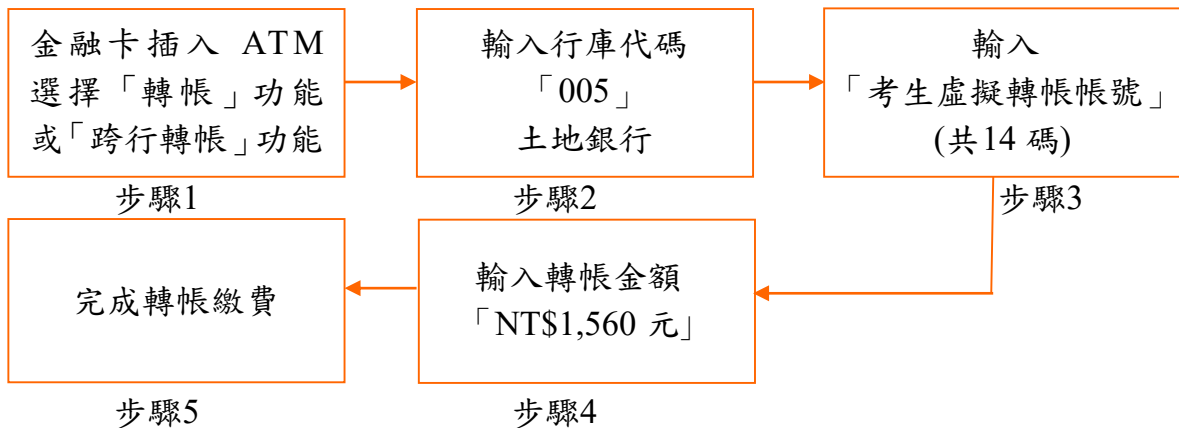 金融卡插入 ATM
選擇「轉帳」功能
或「跨行轉帳」功能
步驟1
輸入行庫代碼
「005」
土地銀行
步驟2
輸入
「考生虛擬轉帳帳號」
(共14 碼)
步驟3
輸入轉帳金額
「NT$1,560 元」
步驟4
完成轉帳繳費
步驟5